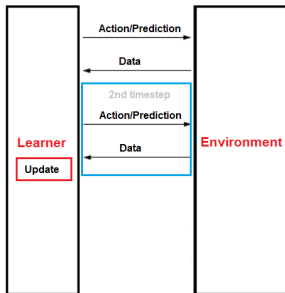 Action/Prediction
Data
2nd timestep
Action/Prediction
Data
Learner
Environment
Update